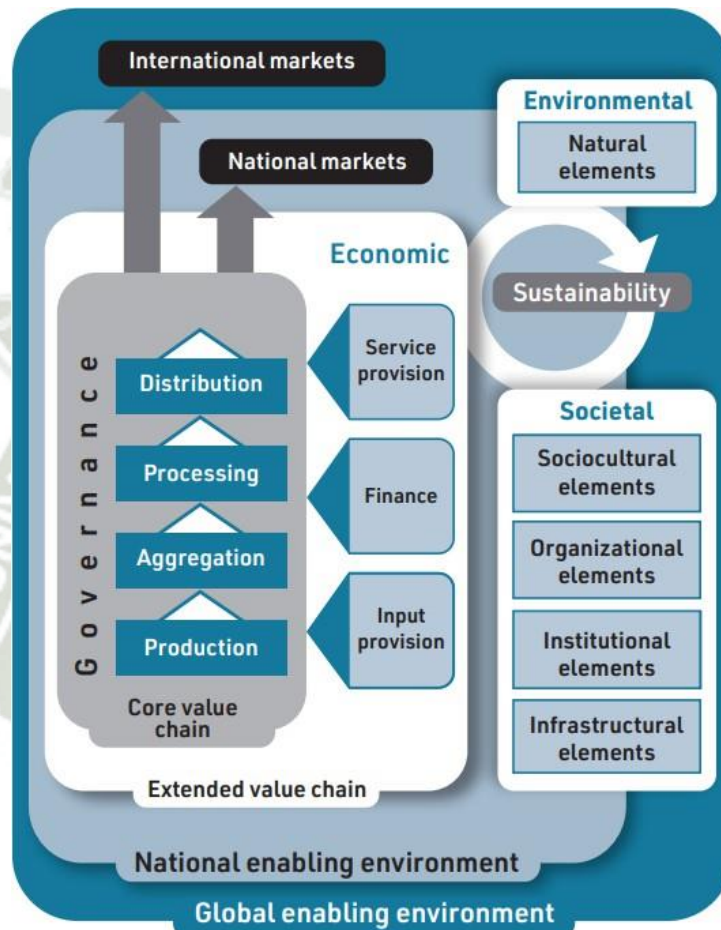 International markets
National markets
Environmental
Natural
elements
Sustainability
Economic
Governance
Distribution
Processing
Aggregation
Production
Core value
chain
Service
provision
Finance
Input
provision
Extended value chain
Societal
Sociocultural
elements
Organizational
elements
Institutional
elements
Infrastructural
elements
National enabling environment
Global enabling environment